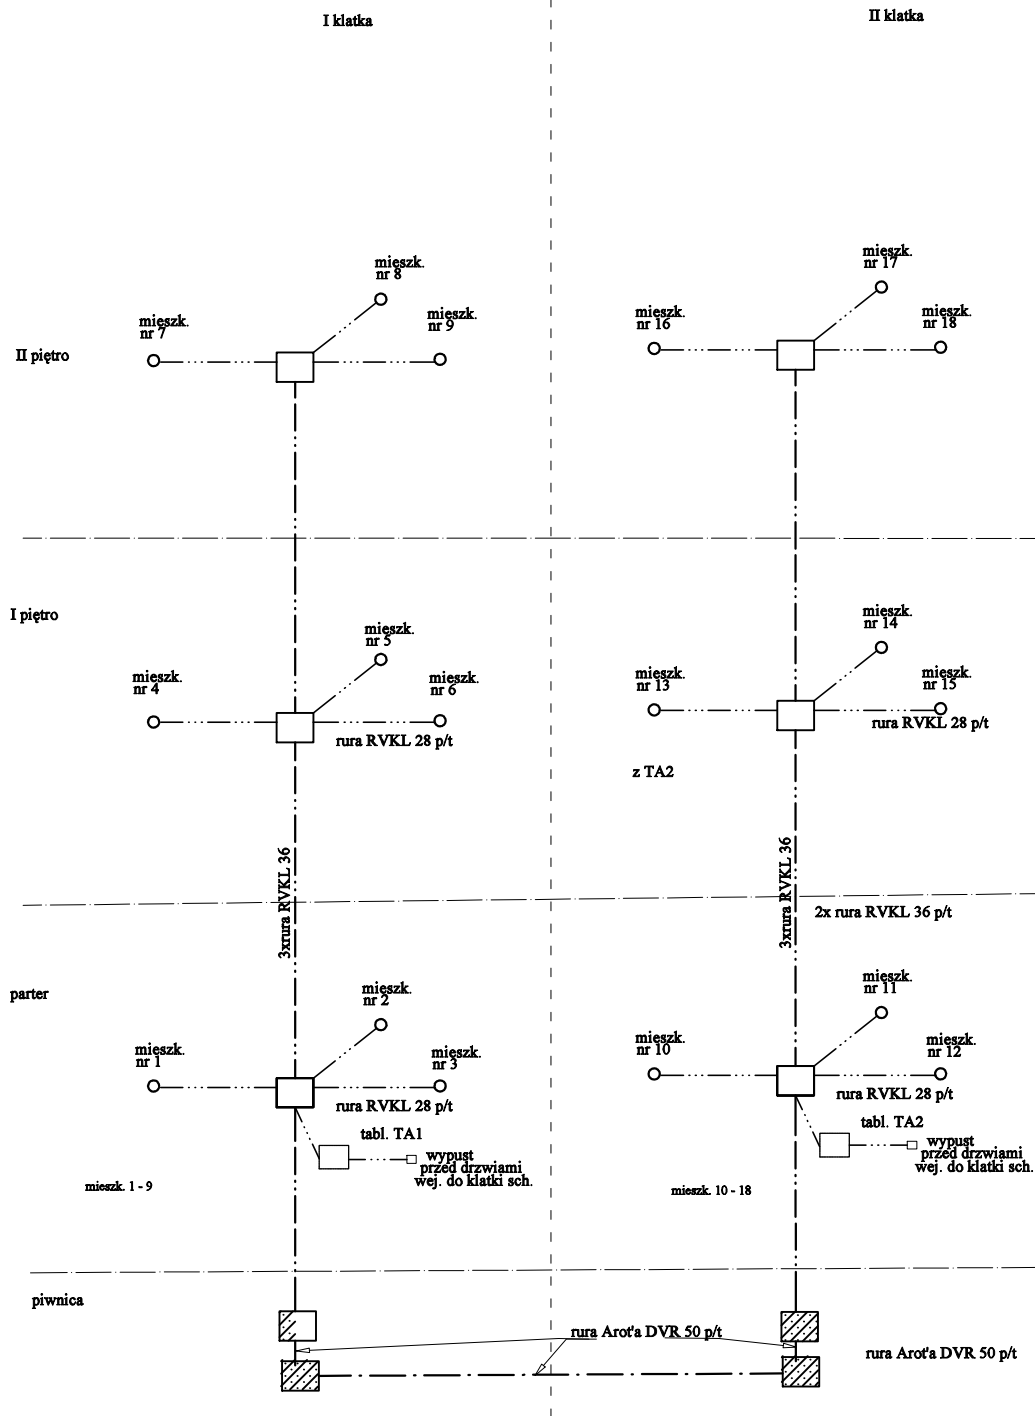 I klatka
II klatka
mieszk.
nr 8
mieszk.
nr 17
mieszk.
nr 7
mieszk.
nr 9
mieszk.
nr 16
mieszk.
nr 18
II piętro
I piętro
mieszk.
nr 5
mieszk.
nr 14
mieszk.
nr 4
mieszk.
nr 6
mieszk.
nr 13
mieszk.
nr 15
rura RVKL 28 p/t
rura RVKL 28 p/t
z TA2
3xrura RVKL 36
3xrura RVKL 36
2x rura RVKL 36 p/t
parter
mieszk.
nr 2
mieszk.
nr 11
mieszk.
nr 1
mieszk.
nr 3
mieszk.
nr 10
mieszk.
nr 12
rura RVKL 28 p/t
rura RVKL 28 p/t
tabl. TA1
tabl. TA2
wypust
przed drzwiami
wej. do klatki sch.
wypust
przed drzwiami
wej. do klatki sch.
mieszk. 1 - 9
mieszk. 10 - 18
piwnica
rura Arot'a DVR 50 p/t
rura Arot'a DVR 50 p/t